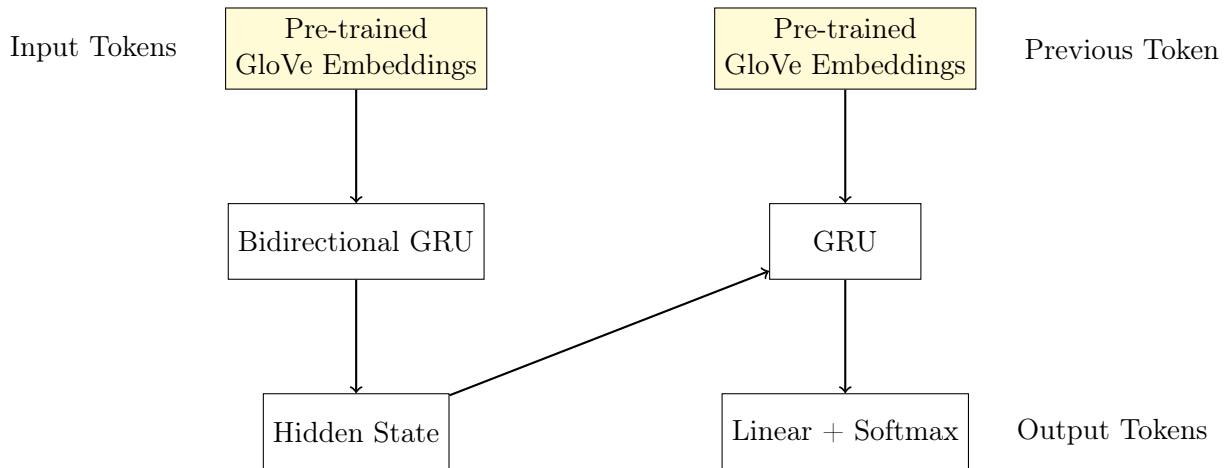 Input Tokens
Pre-trained
GloVe Embeddings
Pre-trained
GloVe Embeddings
Previous Token
Bidirectional GRU
GRU
Hidden State
Linear + Softmax
Output Tokens